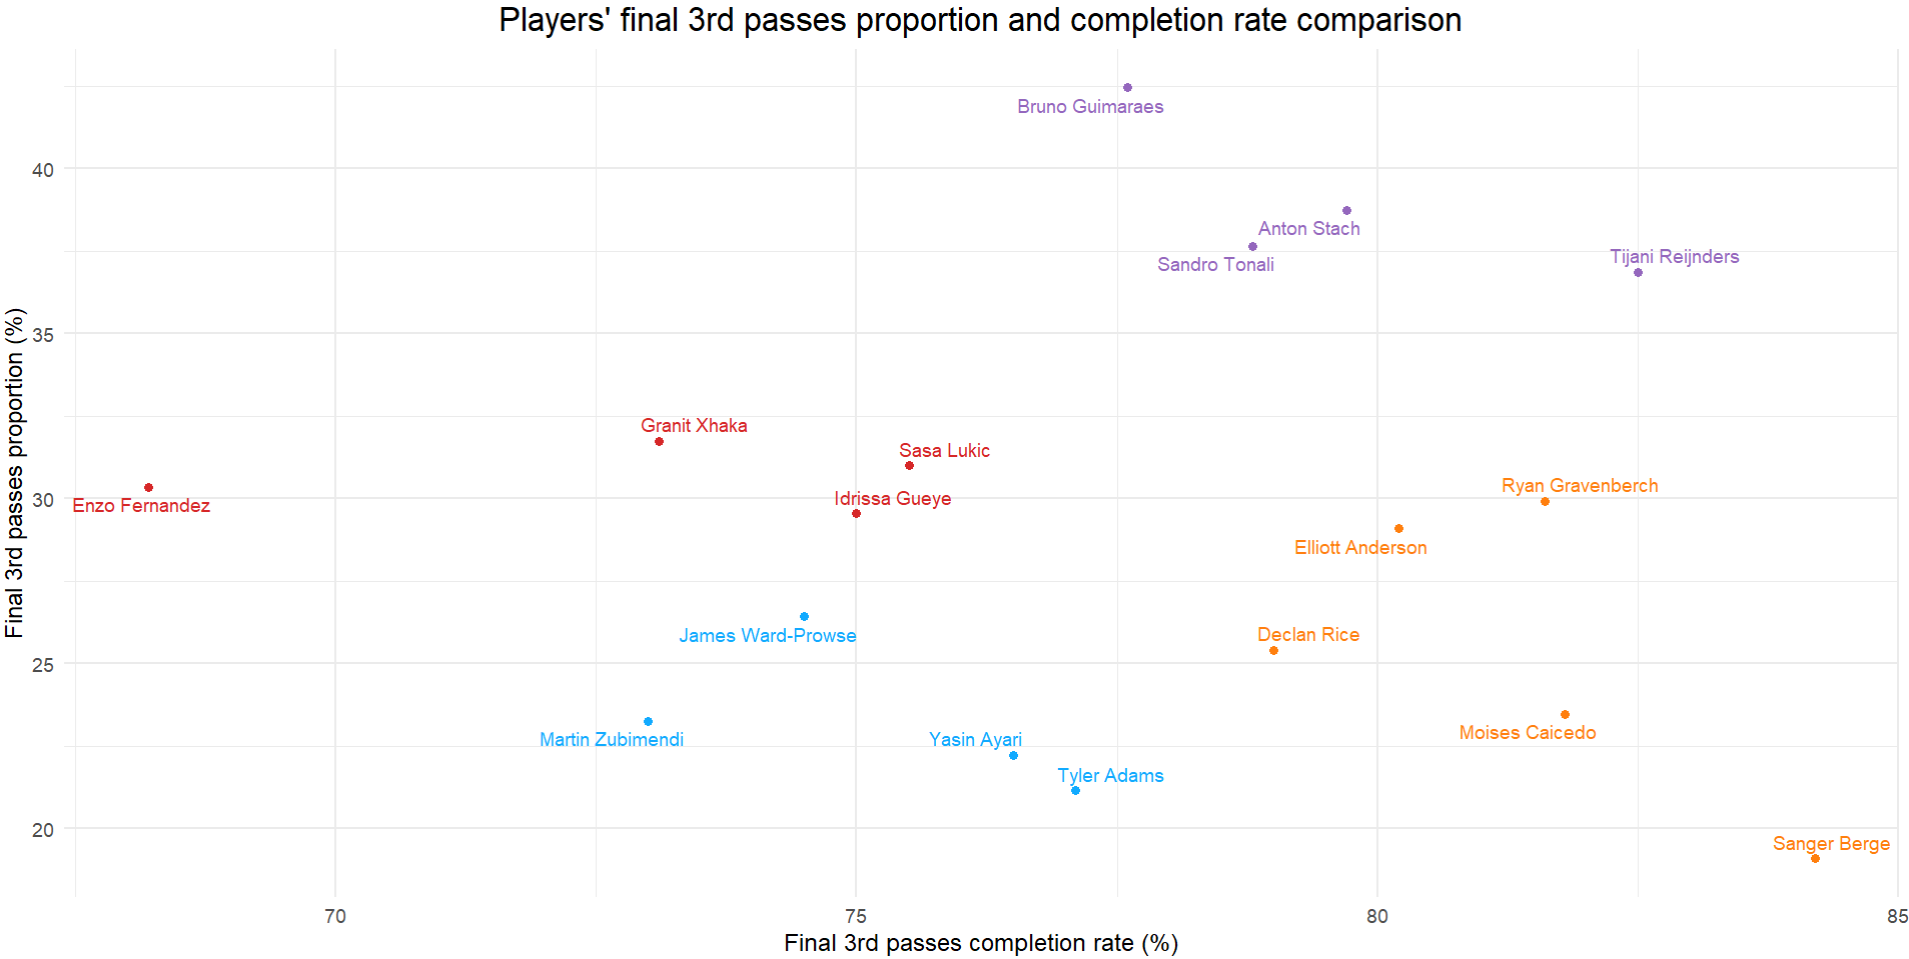 Players' final 3rd passes proportion and completion rate comparison
Bruno Guimaraes
40
Anton Stach
Sandro Tonali
Tijani Reijnders
Final 3rd passes proportion (%)
35
Granit Xhaka
Sasa Lukic
Enzo Fernandez
30
Idrissa Gueye
Ryan Gravenberch
Elliott Anderson
James Ward-Prowse
Declan Rice
25
Martin Zubimendi
Yasin Ayari
Moises Caicedo
Tyler Adams
20
Sanger Berge
70
75
80
85
Final 3rd passes completion rate (%)